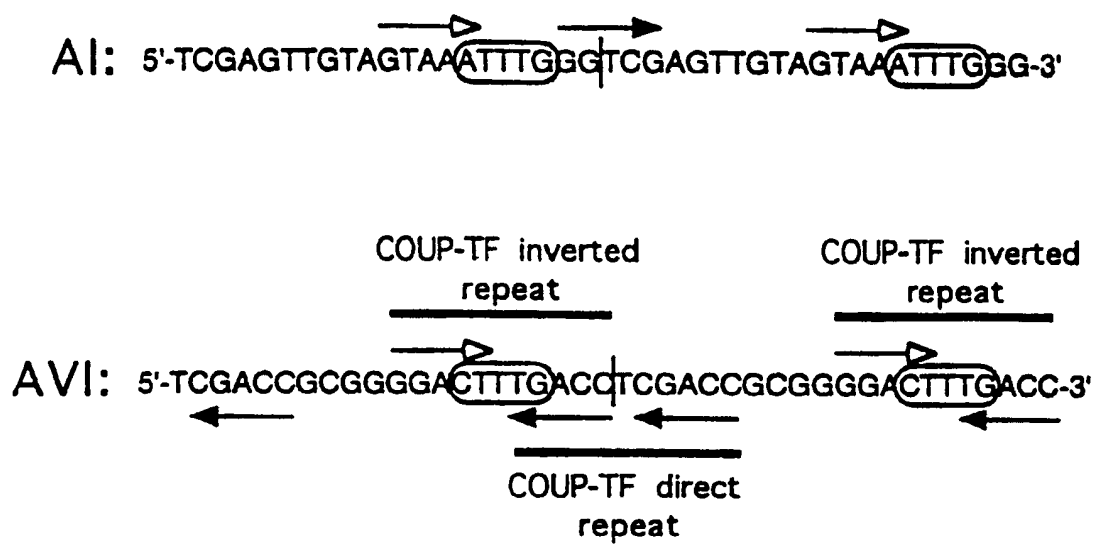 AI: 5'-TCGAGTTGTAGTAAATTTGGGTCGAGTTGTAGTAAATTTGGG-3'
COUP-TF inverted
repeat
COUP-TF inverted
repeat
AVI: 5'-TCGACCGCGGGGACTTTGACCTCGACCGCGGGGACTTTGACC-3'
COUP-TF direct
repeat